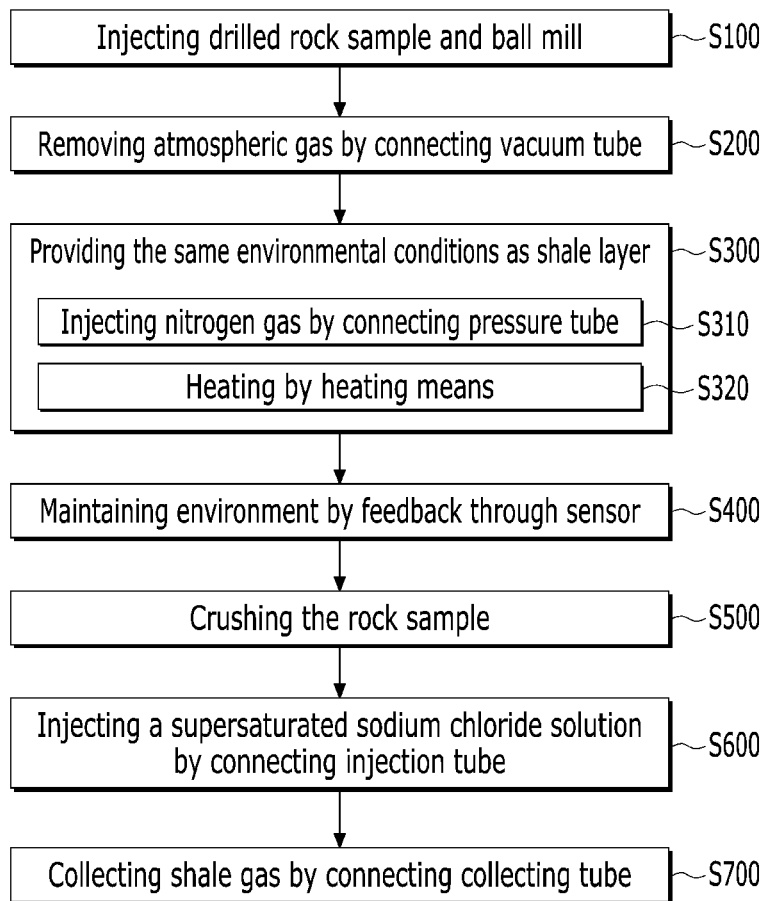 Injecting drilled rock sample and ball mill S100
Removing atmospheric gas by connecting vacuum tube S200
Providing the same environmental conditions as shale layer S300
Injecting nitrogen gas by connecting pressure tube S310
Heating by heating means S320
Maintaining environment by feedback through sensor S400
Crushing the rock sample S500
Injecting a supersaturated sodium chloride solution
by connecting injection tube S600
Collecting shale gas by connecting collecting tube S700